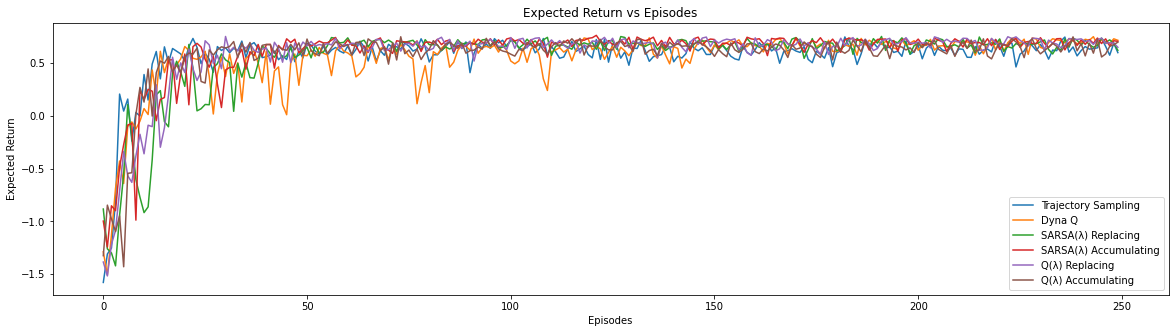 Expected Return vs Episodes
Expected Return
0.5
0.0
−0.5
−1.0
−1.5
0
50
100
150
200
250
Episodes
Trajectory Sampling
Dyna Q
SARSA(λ) Replacing
SARSA(λ) Accumulating
Q(λ) Replacing
Q(λ) Accumulating